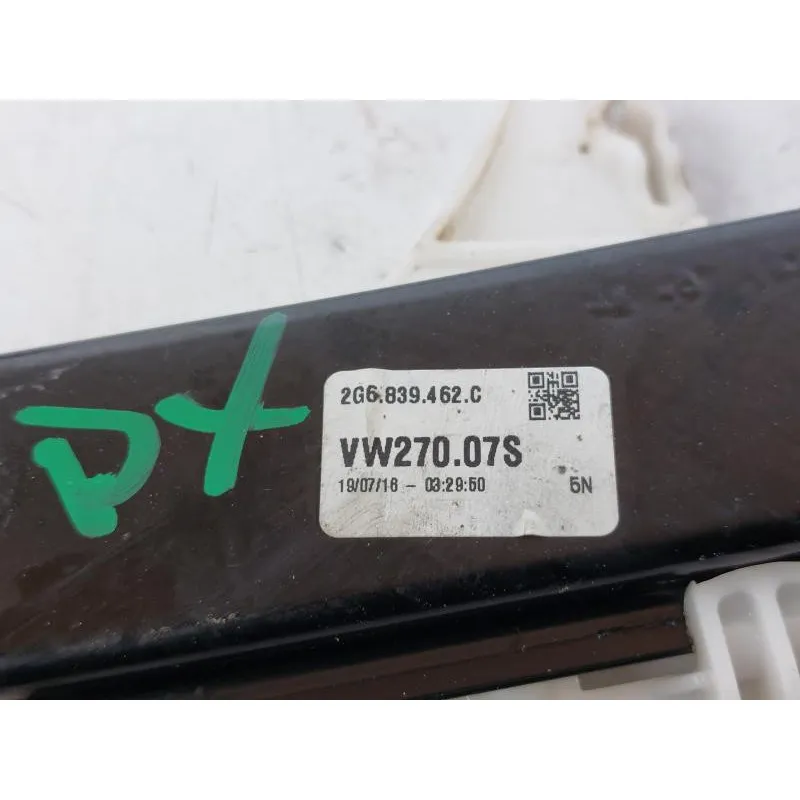 DX
2G6.839.462.C
VW270.07S
19/07/18 - 03:29:50
5N